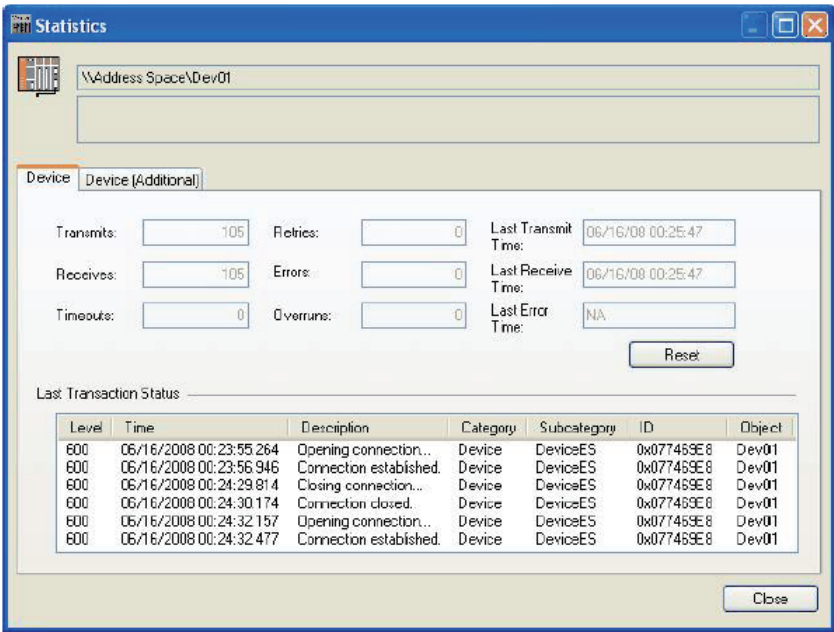 Statistics
\\Address Space\Dev01
Device Device (Additional)
Transmits: 105 Retries: 0 Last Transmit Time: 06/16/08 00:25:47
Receives: 105 Errors: 0 Last Receive Time: 06/16/08 00:25:47
Timeouts: 0 Overruns: 0 Last Error Time: NA
Reset
Last Transaction Status
Level Time Description Category Subcategory ID Object
600 06/16/2008 00:23:55.264 Opening connection... Device DeviceES 0x077469E8 Dev01
600 06/16/2008 00:23:56.946 Connection established. Device DeviceES 0x077469E8 Dev01
600 06/16/2008 00:24:29.814 Closing connection... Device DeviceES 0x077469E8 Dev01
600 06/16/2008 00:24:30.174 Connection closed. Device DeviceES 0x077469E8 Dev01
600 06/16/2008 00:24:32.157 Opening connection... Device DeviceES 0x077469E8 Dev01
600 06/16/2008 00:24:32.477 Connection established. Device DeviceES 0x077469E8 Dev01
Close